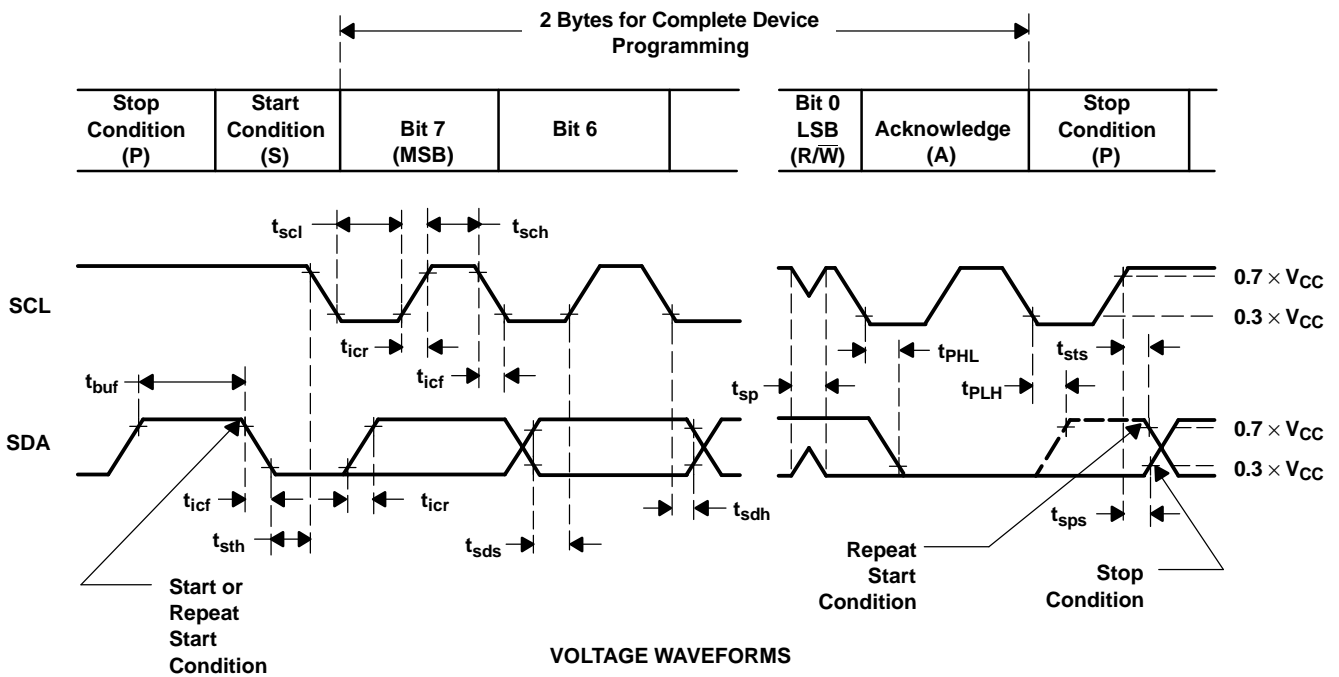 2 Bytes for Complete Device
Programming
Stop
Condition
(P)
Start
Condition
(S)
Bit 7
(MSB)
Bit 6
Bit 0
LSB
(R/W̅)
Acknowledge
(A)
Stop
Condition
(P)
tscl
tsch
0.7 × VCC
SCL
0.3 × VCC
ticr
tPHL
tsts
tbuf
ticf
tsp
tPLH
SDA
0.7 × VCC
0.3 × VCC
ticf
ticr
tsdh
tsth
tsds
tsps
Repeat
Start
Condition
Stop
Condition
Start or
Repeat
Start
Condition
VOLTAGE WAVEFORMS